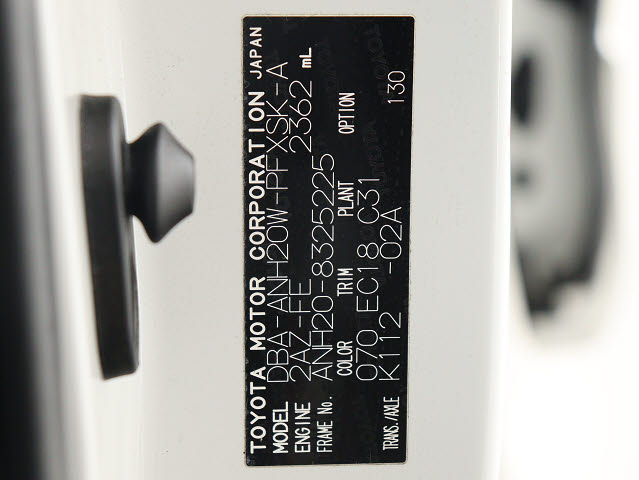 TOYOTA MOTOR CORPORATION JAPAN
MODEL DBA-ANH20W-PFXSK-A
ENGINE 2AZ-FE 2362 mL
FRAME No. ANH20-8325225
COLOR TRIM PLANT OPTION
070 EC18 C31 130
TRANS./AXLE K112 -02A